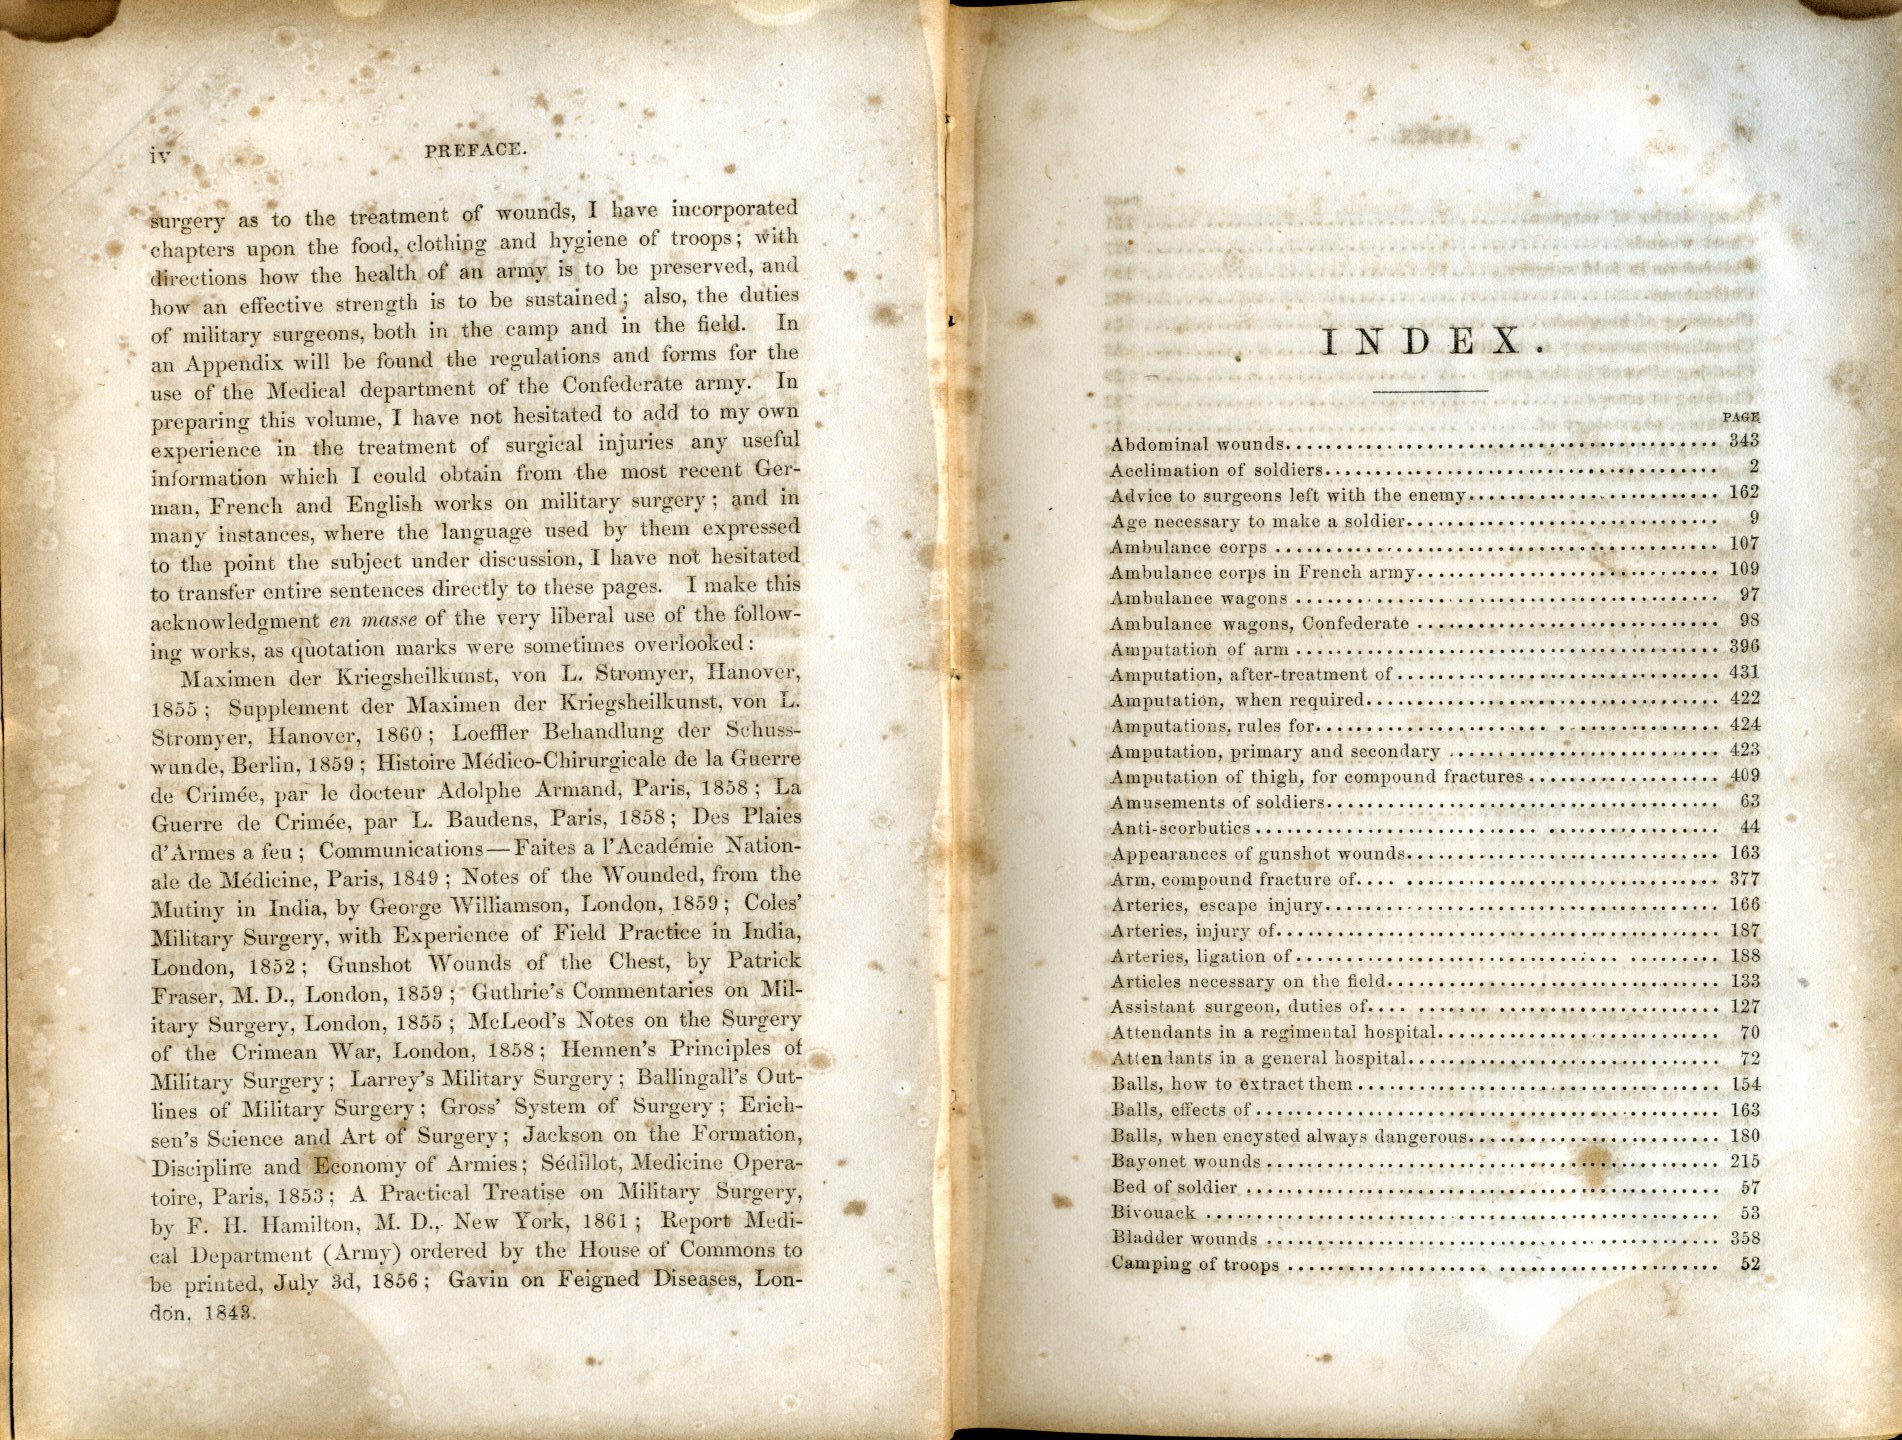 iv
PREFACE.
surgery as to the treatment of wounds, I have incorporated
chapters upon the food, clothing and hygiene of troops; with
directions how the health of an army is to be preserved, and
how an effective strength is to be sustained; also, the duties
of military surgeons, both in the camp and in the field. In
an Appendix will be found the regulations and forms for the
use of the Medical department of the Confederate army. In
preparing this volume, I have not hesitated to add to my own
experience in the treatment of surgical injuries any useful
information which I could obtain from the most recent Ger-
man, French and English works on military surgery; and in
many instances, where the language used by them expressed
to the point the subject under discussion, I have not hesitated
to transfer entire sentences directly to these pages. I make this
acknowledgment en masse of the very liberal use of the follow-
ing works, as quotation marks were sometimes overlooked:
Maximen der Kriegsheilkunst, von L. Stromyer, Hanover,
1855; Supplement der Maximen der Kriegsheilkunst, von L.
Stromyer, Hanover, 1860; Loeffler Behandlung der Schuss-
wunde, Berlin, 1859; Histoire Médico-Chirurgicale de la Guerre
de Crimée, par le docteur Adolphe Armand, Paris, 1858; La
Guerre de Crimée, par L. Baudens, Paris, 1858; Des Plaies
d'Armes a feu; Communications—Faites a l'Académie Nation-
ale de Médicine, Paris, 1849; Notes of the Wounded, from the
Mutiny in India, by George Williamson, London, 1859; Coles'
Military Surgery, with Experience of Field Practice in India,
London, 1852; Gunshot Wounds of the Chest, by Patrick
Fraser, M. D., London, 1859; Guthrie's Commentaries on Mil-
itary Surgery, London, 1855; McLeod's Notes on the Surgery
of the Crimean War, London, 1858; Hennen's Principles of
Military Surgery; Larrey's Military Surgery; Ballingall's Out-
lines of Military Surgery; Gross' System of Surgery; Erich-
sen's Science and Art of Surgery; Jackson on the Formation,
Discipline and Economy of Armies; Sédillot, Medicine Opera-
toire, Paris, 1853; A Practical Treatise on Military Surgery,
by F. H. Hamilton, M. D., New York, 1861; Report Medi-
cal Department (Army) ordered by the House of Commons to
be printed, July 3d, 1856; Gavin on Feigned Diseases, Lon-
don, 1843.
INDEX.
PAGE
Abdominal wounds 343
Acclimation of soldiers 2
Advice to surgeons left with the enemy 162
Age necessary to make a soldier 9
Ambulance corps 107
Ambulance corps in French army 109
Ambulance wagons 97
Ambulance wagons, Confederate 98
Amputation of arm 396
Amputation, after-treatment of 431
Amputation, when required 422
Amputations, rules for 424
Amputation, primary and secondary 423
Amputation of thigh, for compound fractures 409
Amusements of soldiers 63
Anti-scorbutics 44
Appearances of gunshot wounds 163
Arm, compound fracture of 377
Arteries, escape injury 166
Arteries, injury of 187
Arteries, ligation of 188
Articles necessary on the field 133
Assistant surgeon, duties of 127
Attendants in a regimental hospital 70
Attendants in a general hospital 72
Balls, how to extract them 154
Balls, effects of 163
Balls, when encysted always dangerous 180
Bayonet wounds 215
Bed of soldier 57
Bivouack 53
Bladder wounds 358
Camping of troops 52